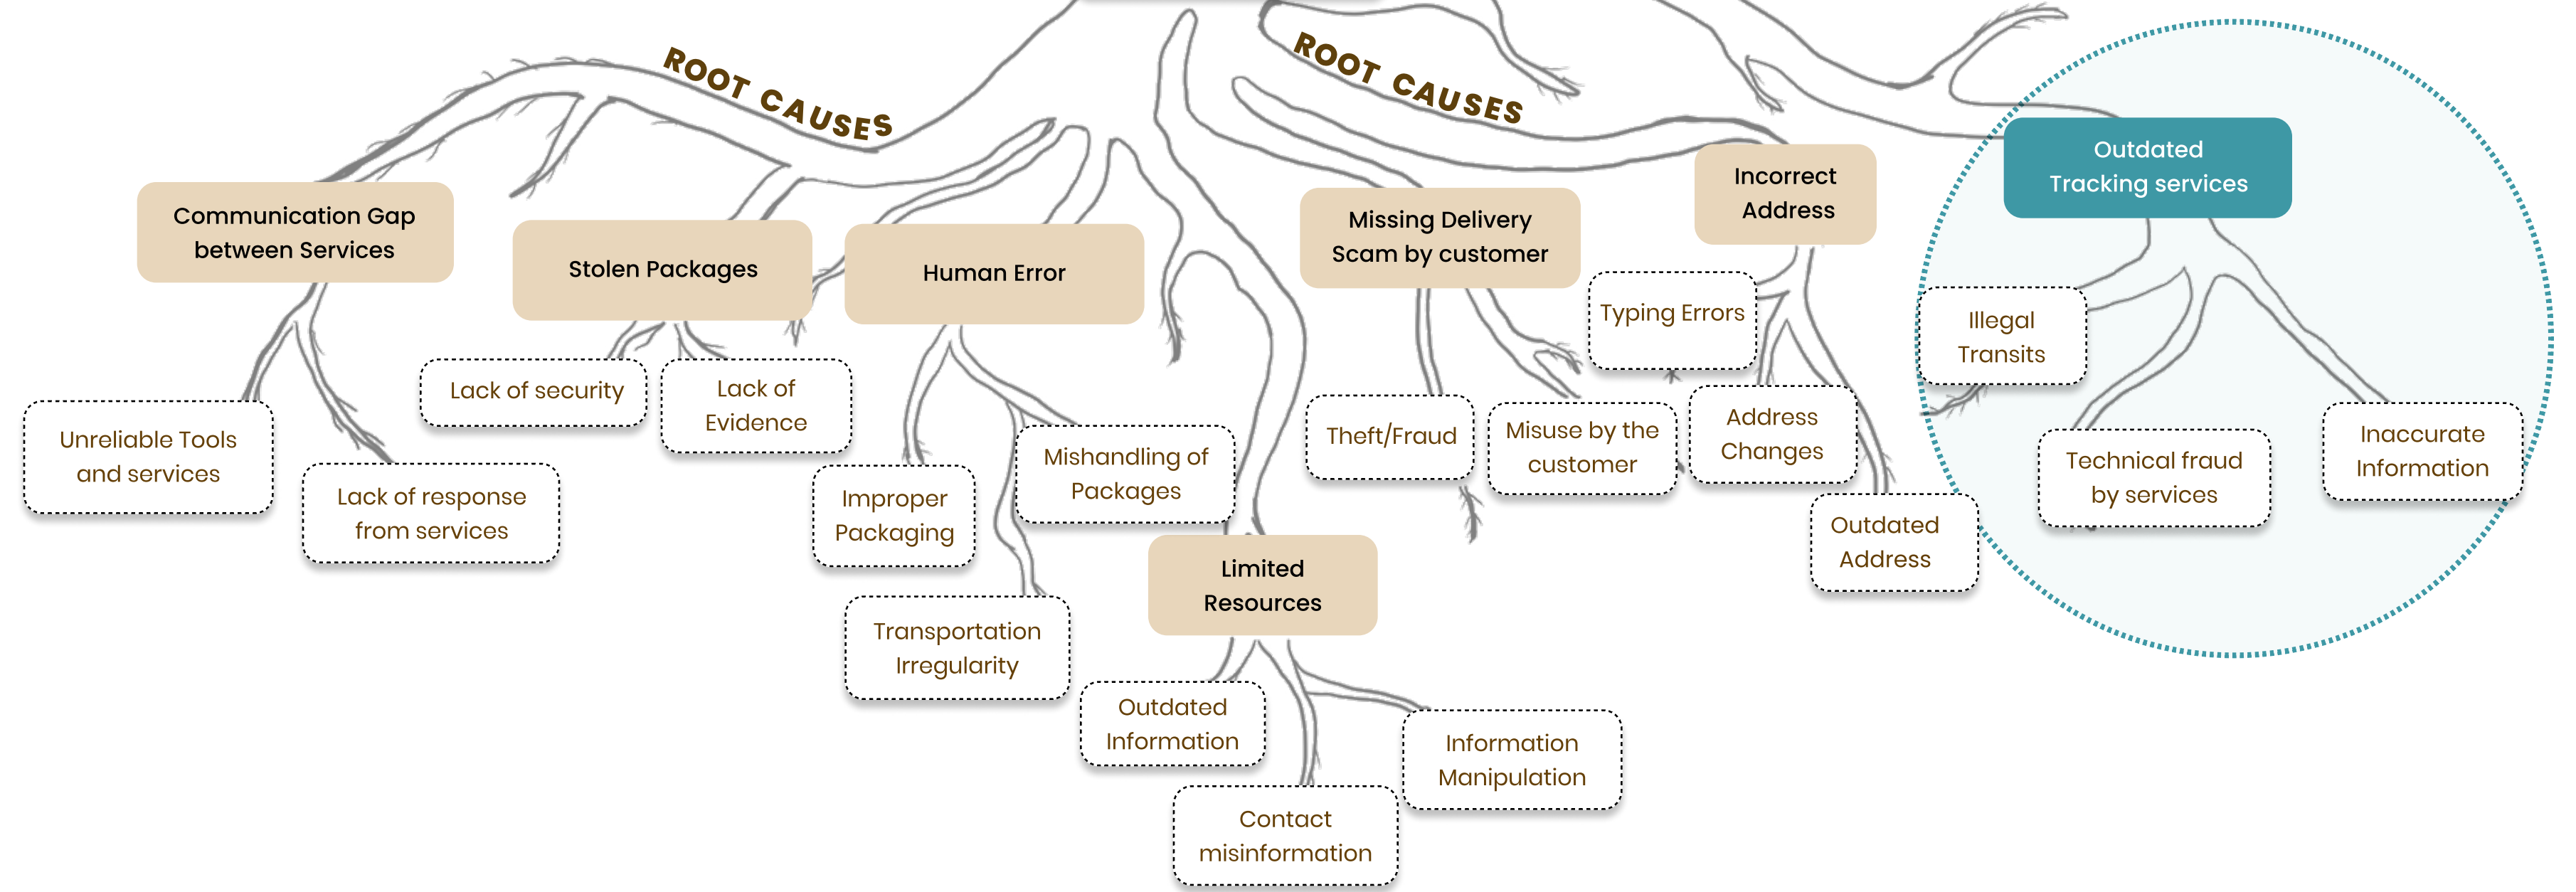 ROOT CAUSES
ROOT CAUSES
Communication Gap
between Services
Unreliable Tools
and services
Lack of response
from services
Stolen Packages
Lack of security
Lack of
Evidence
Human Error
Improper
Packaging
Mishandling of
Packages
Transportation
Irregularity
Limited
Resources
Outdated
Information
Contact
misinformation
Information
Manipulation
Missing Delivery
Scam by customer
Theft/Fraud
Misuse by the
customer
Incorrect
Address
Typing Errors
Address
Changes
Outdated
Address
Outdated
Tracking services
Illegal
Transits
Technical fraud
by services
Inaccurate
Information